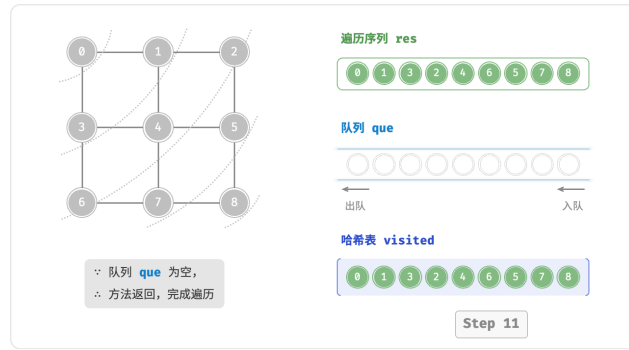 0 1 2
3 4 5
6 7 8
∵ 队列 que 为空，
∴ 方法返回，完成遍历
遍历序列 res
0 1 3 2 4 6 5 7 8
队列 que
出队 入队
哈希表 visited
0 1 3 2 4 6 5 7 8
Step 11